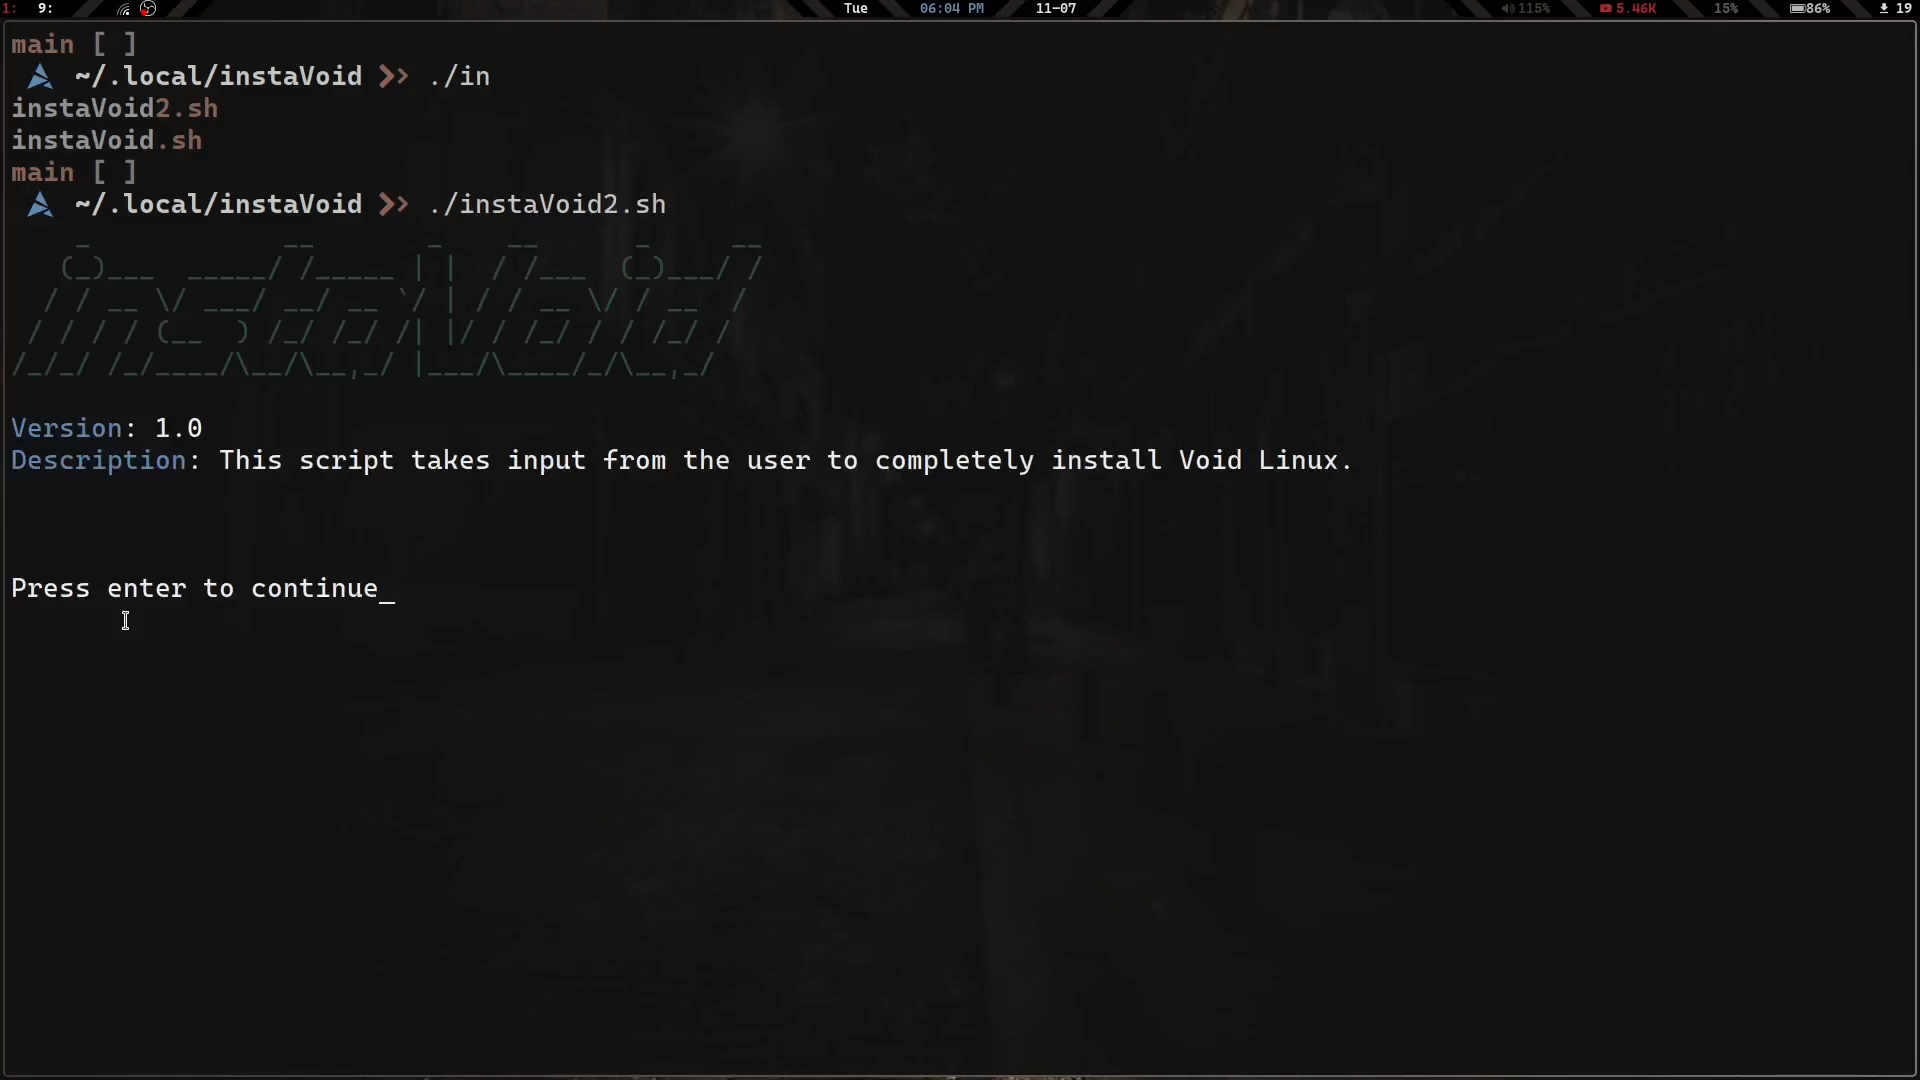 1: 9: Tue 06:04 PM 11-07 115% 5.46K 15% 86% 19
main [ ]
~/.local/instaVoid ./in
instaVoid2.sh
instaVoid.sh
main [ ]
~/.local/instaVoid ./instaVoid2.sh
instaVoid
Version: 1.0
Description: This script takes input from the user to completely install Void Linux.
Press enter to continue_